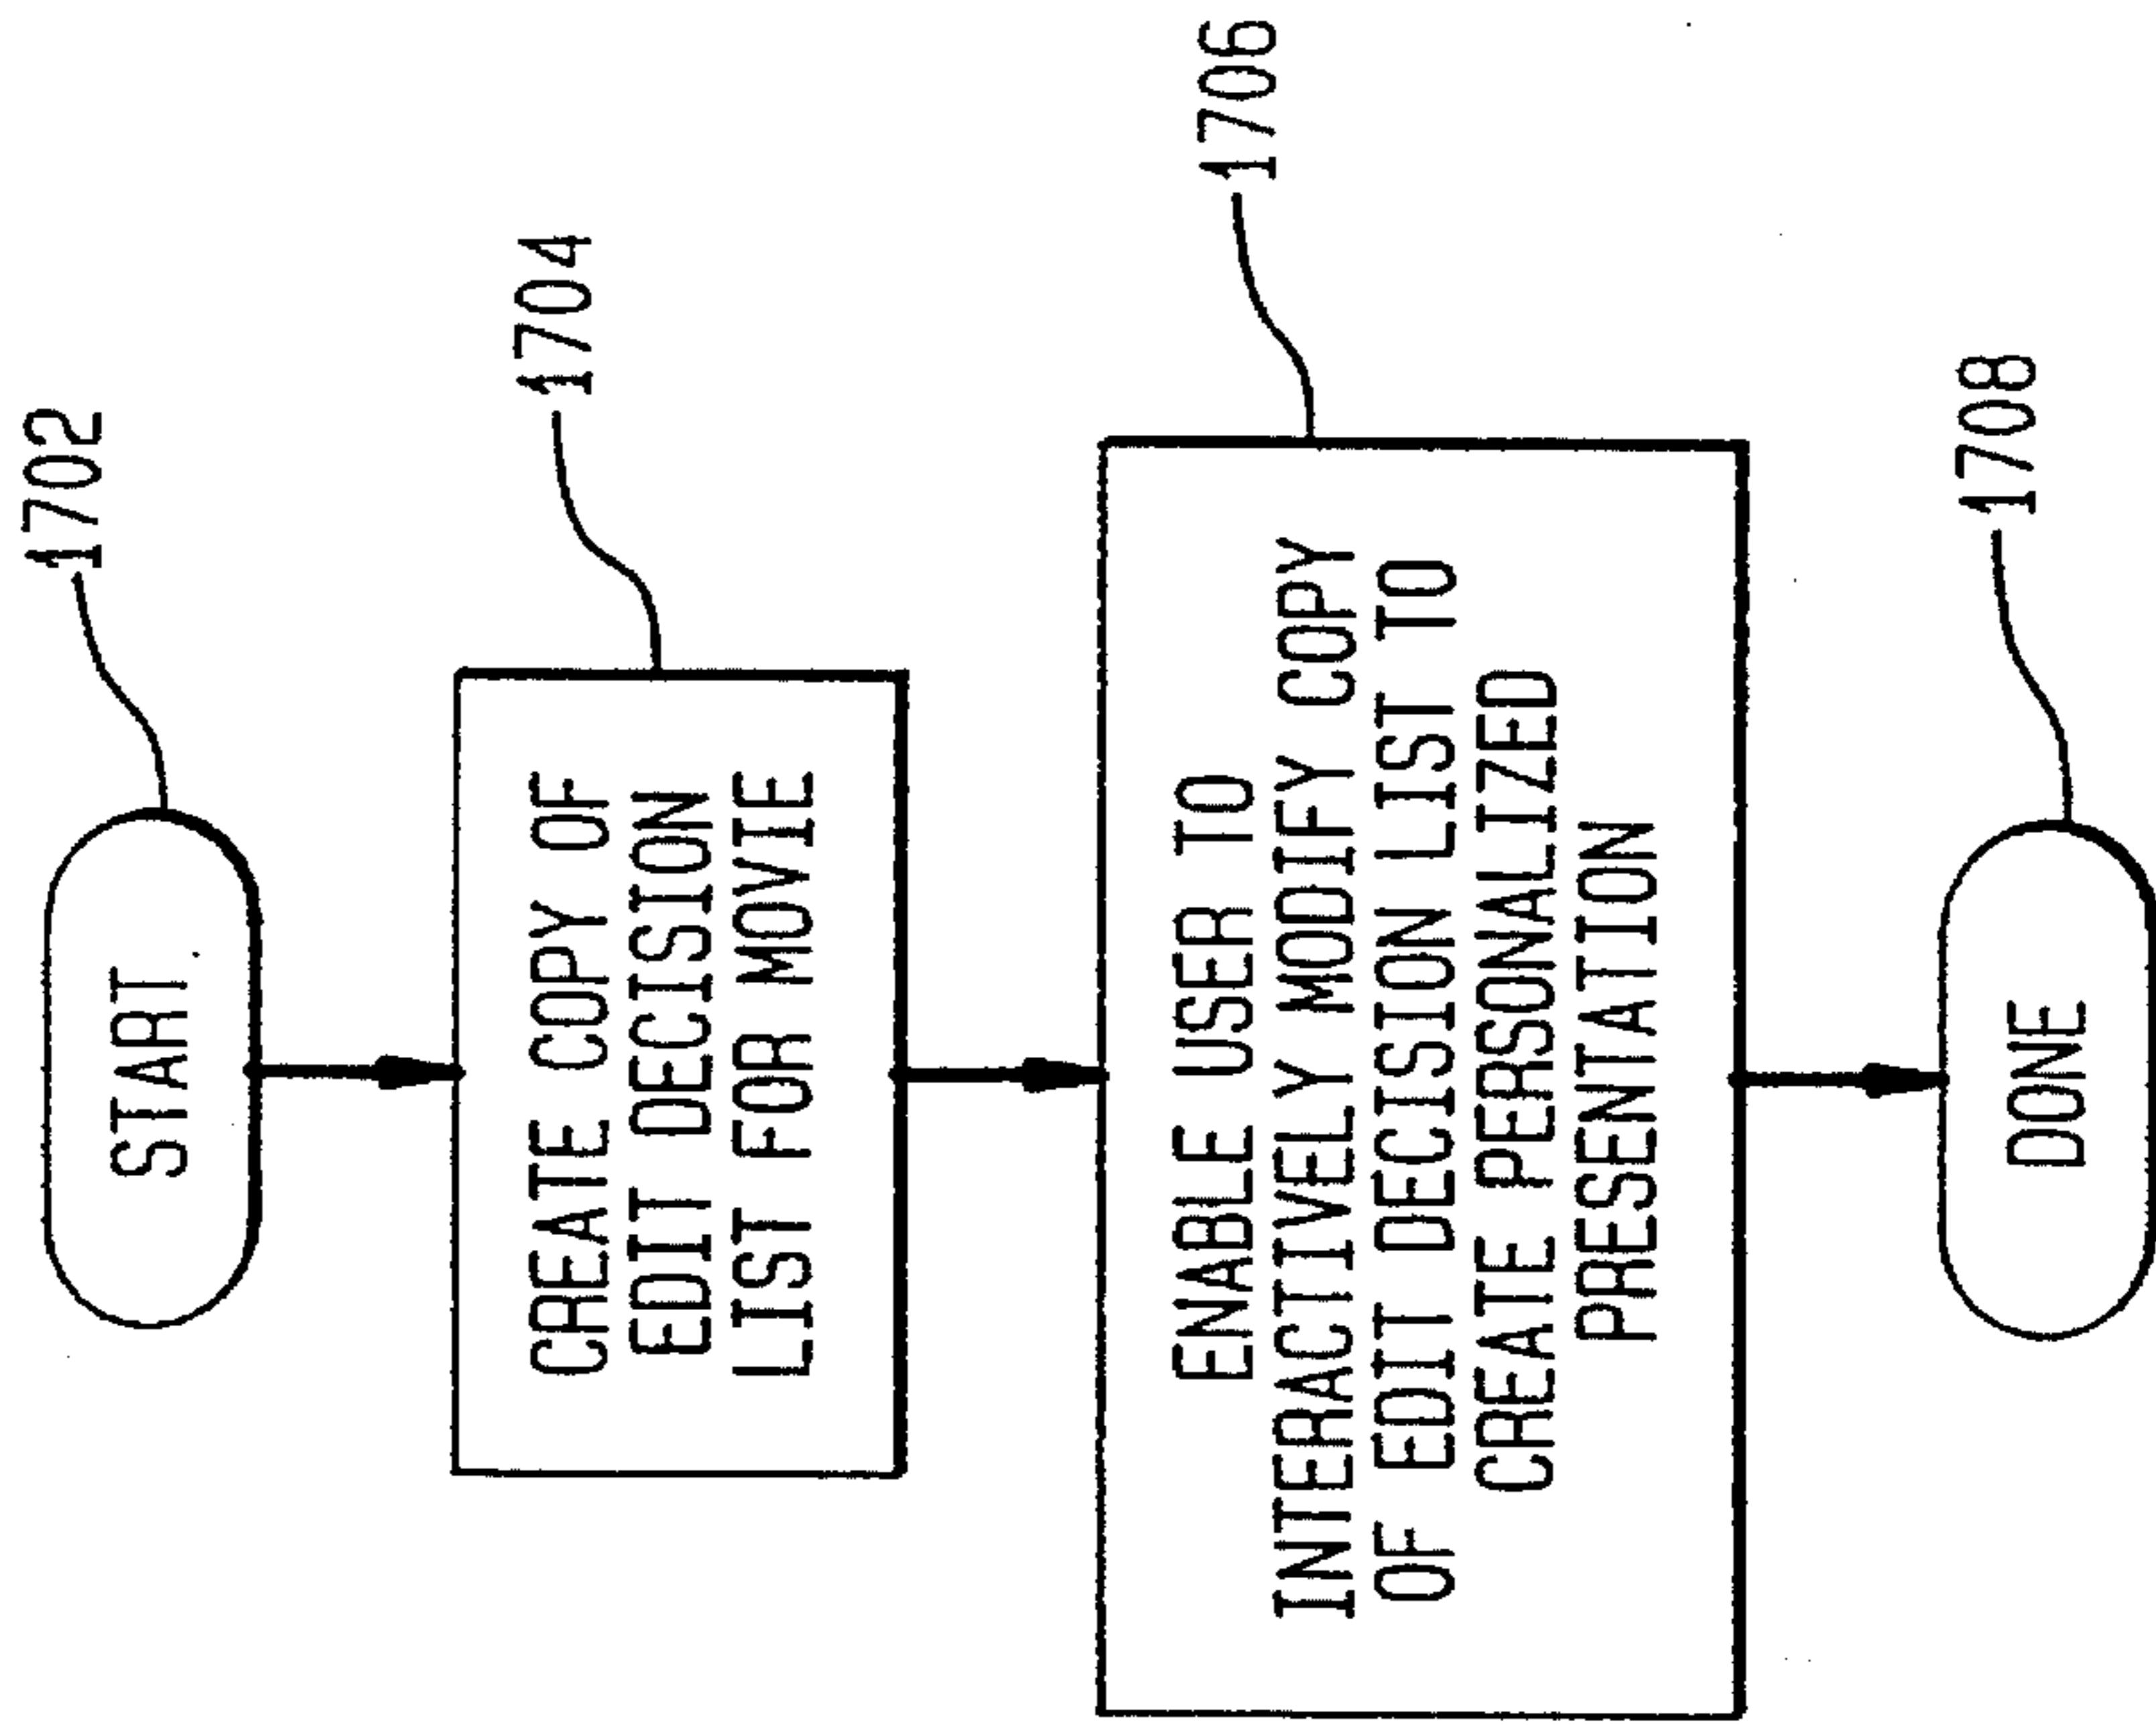 1702
START
1704
CREATE COPY OF
EDIT DECISION
LIST FOR MOVIE
1706
ENABLE USER TO
INTERACTIVELY MODIFY COPY
OF EDIT DECISION LIST TO
CREATE PERSONALIZED
PRESENTATION
1708
DONE